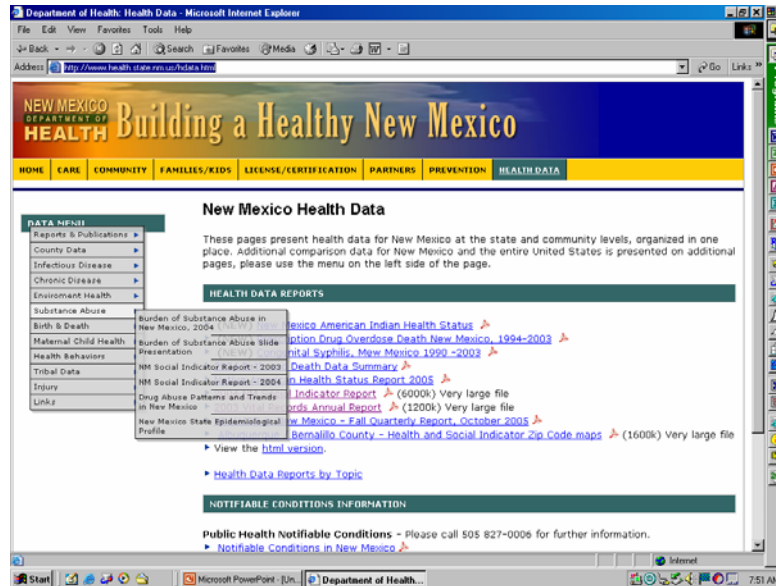 Department of Health: Health Data - Microsoft Internet Explorer
File Edit View Favorites Tools Help
Back Search Favorites Media
Address http://www.health.state.nm.us/hdata.html Go Links »
NEW MEXICO
DEPARTMENT OF
HEALTH
Building a Healthy New Mexico
HOME CARE COMMUNITY FAMILIES/KIDS LICENSE/CERTIFICATION PARTNERS PREVENTION HEALTH DATA
DATA MENU
Reports & Publications
County Data
Infectious Disease
Chronic Disease
Enviroment Health
Substance Abuse
Birth & Death
Maternal Child Health
Health Behaviors
Tribal Data
Injury
Links
Burden of Substance Abuse in
New Mexico, 2004
Burden of Substance Abuse Slide
Presentation
NM Social Indicator Report - 2003
NM Social Indicator Report - 2004
Drug Abuse Patterns and Trends
in New Mexico
New Mexico State Epidemiological
Profile
New Mexico Health Data
These pages present health data for New Mexico at the state and community levels, organized in one
place. Additional comparison data for New Mexico and the entire United States is presented on additional
pages, please use the menu on the left side of the page.
HEALTH DATA REPORTS
(NEW) New Mexico American Indian Health Status
Drug Overdose Death New Mexico, 1994-2003
Syphilis, Mew Mexico 1990 -2003
Death Data Summary
Health Status Report 2005
Indicator Report (6000k) Very large file
2003 Vital Records Annual Report (1200k) Very large file
New Mexico - Fall Quarterly Report, October 2005
Bernalillo County - Health and Social Indicator Zip Code maps (1600k) Very large file
View the html version.
Health Data Reports by Topic
NOTIFIABLE CONDITIONS INFORMATION
Public Health Notifiable Conditions - Please call 505 827-0006 for further information.
Notifiable Conditions in New Mexico
Internet
Start Microsoft PowerPoint - [Un... Department of Health... 7:51 AM